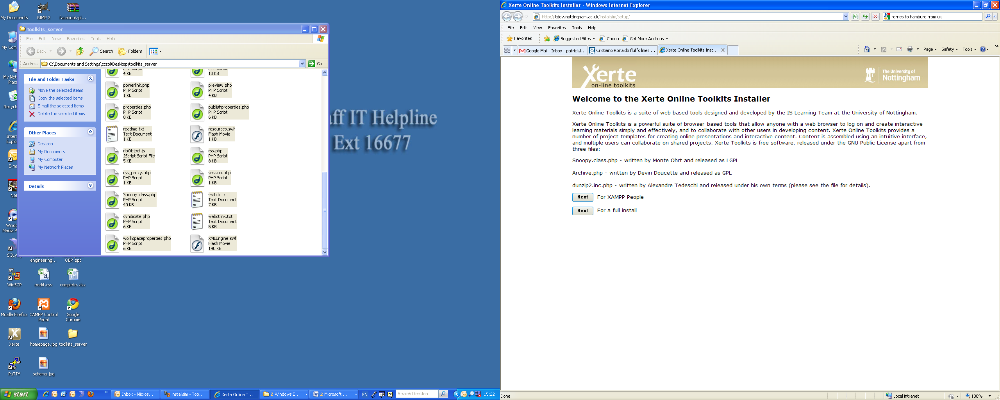 My Documents
GIMP 2
facebook-pl...
toolkits_server
File Edit View Favorites Tools Help
Back
Search
Folders
Address
C:\Documents and Settings\cczpl\Desktop\toolkits_server
Go
File and Folder Tasks
Move the selected items
Copy the selected items
E-mail the selected items
Delete the selected items
Other Places
Desktop
My Documents
My Computer
My Network Places
Details
4 KB
10 KB
powerlink.php
PHP Script
1 KB
preview.php
PHP Script
4 KB
properties.php
PHP Script
8 KB
publishproperties.php
PHP Script
6 KB
readme.txt
Text Document
1 KB
resources.swf
Flash Movie
1 KB
rloObject.js
JScript Script File
5 KB
rss.php
PHP Script
8 KB
rss_proxy.php
PHP Script
1 KB
session.php
PHP Script
1 KB
Snoopy.class.php
PHP Script
40 KB
switch.txt
Text Document
7 KB
syndicate.php
PHP Script
6 KB
webctlink.txt
Text Document
5 KB
workspaceproperties.php
PHP Script
6 KB
XMLEngine.swf
Flash Movie
140 KB
aff IT Helpline
Ext 16677
My Com
My Net
Place
Recycle
Intern
Explor
E-ma
NAL
Windo
Media P
SQLy
engineering...
OER.ppt
WinSCP
eezkf.csv
complete.xlsx
Mozilla Firefox
XAMPP Control
Panel
Google
Chrome
Xerte
homepage.jpg
toolkits_server
PuTTY
schema.jpg
start
Inbox - Micros...
installsim - Too...
Xerte Online T...
2 Windows E...
2 Microsoft ...
EN
Search Desktop
15:22
Xerte Online Toolkits Installer - Windows Internet Explorer
http://ltdev.nottingham.ac.uk/installsim/setup/
ferries to hamburg from uk
File Edit View Favorites Tools Help
Favorites
Suggested Sites
Canon
Get More Add-ons
Google Mail - Inbox - patrick.l...
Cristiano Ronaldo fluffs lines ...
Xerte Online Toolkits Inst...
Page
Safety
Tools
Xerte
on-line toolkits
The University of
Nottingham
Welcome to the Xerte Online Toolkits Installer
Xerte Online Toolkits is a suite of web based tools designed and developed by the IS Learning Team at the University of Nottingham.
Xerte Online Toolkits is a powerful suite of browser-based tools that allow anyone with a web browser to log on and create interactive
learning materials simply and effectively, and to collaborate with other users in developing content. Xerte Online Toolkits provides a
number of project templates for creating online presentations and interactive content. Content is assembled using an intuitive interface,
and multiple users can collaborate on shared projects. Xerte Toolkits is free software, released under the GNU Public License apart from
three files:
Snoopy.class.php - written by Monte Ohrt and released as LGPL
Archive.php - written by Devin Doucette and released as GPL
dunzip2.inc.php - written by Alexandre Tedeschi and released under his own terms (please see the file for details).
Next For XAMPP People
Next For a full install
Done
Local intranet
100%